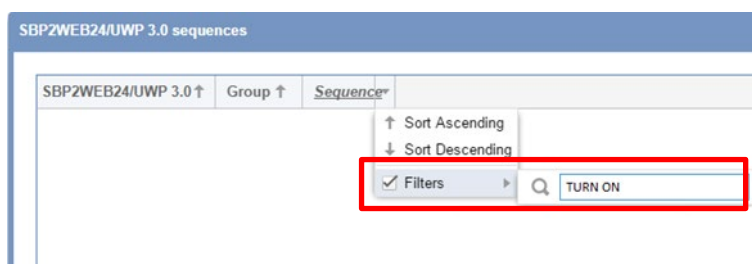 SBP2WEB24/UWP 3.0 sequences
SBP2WEB24/UWP 3.0↑ Group ↑ Sequence
↑ Sort Ascending
↓ Sort Descending
Filters TURN ON